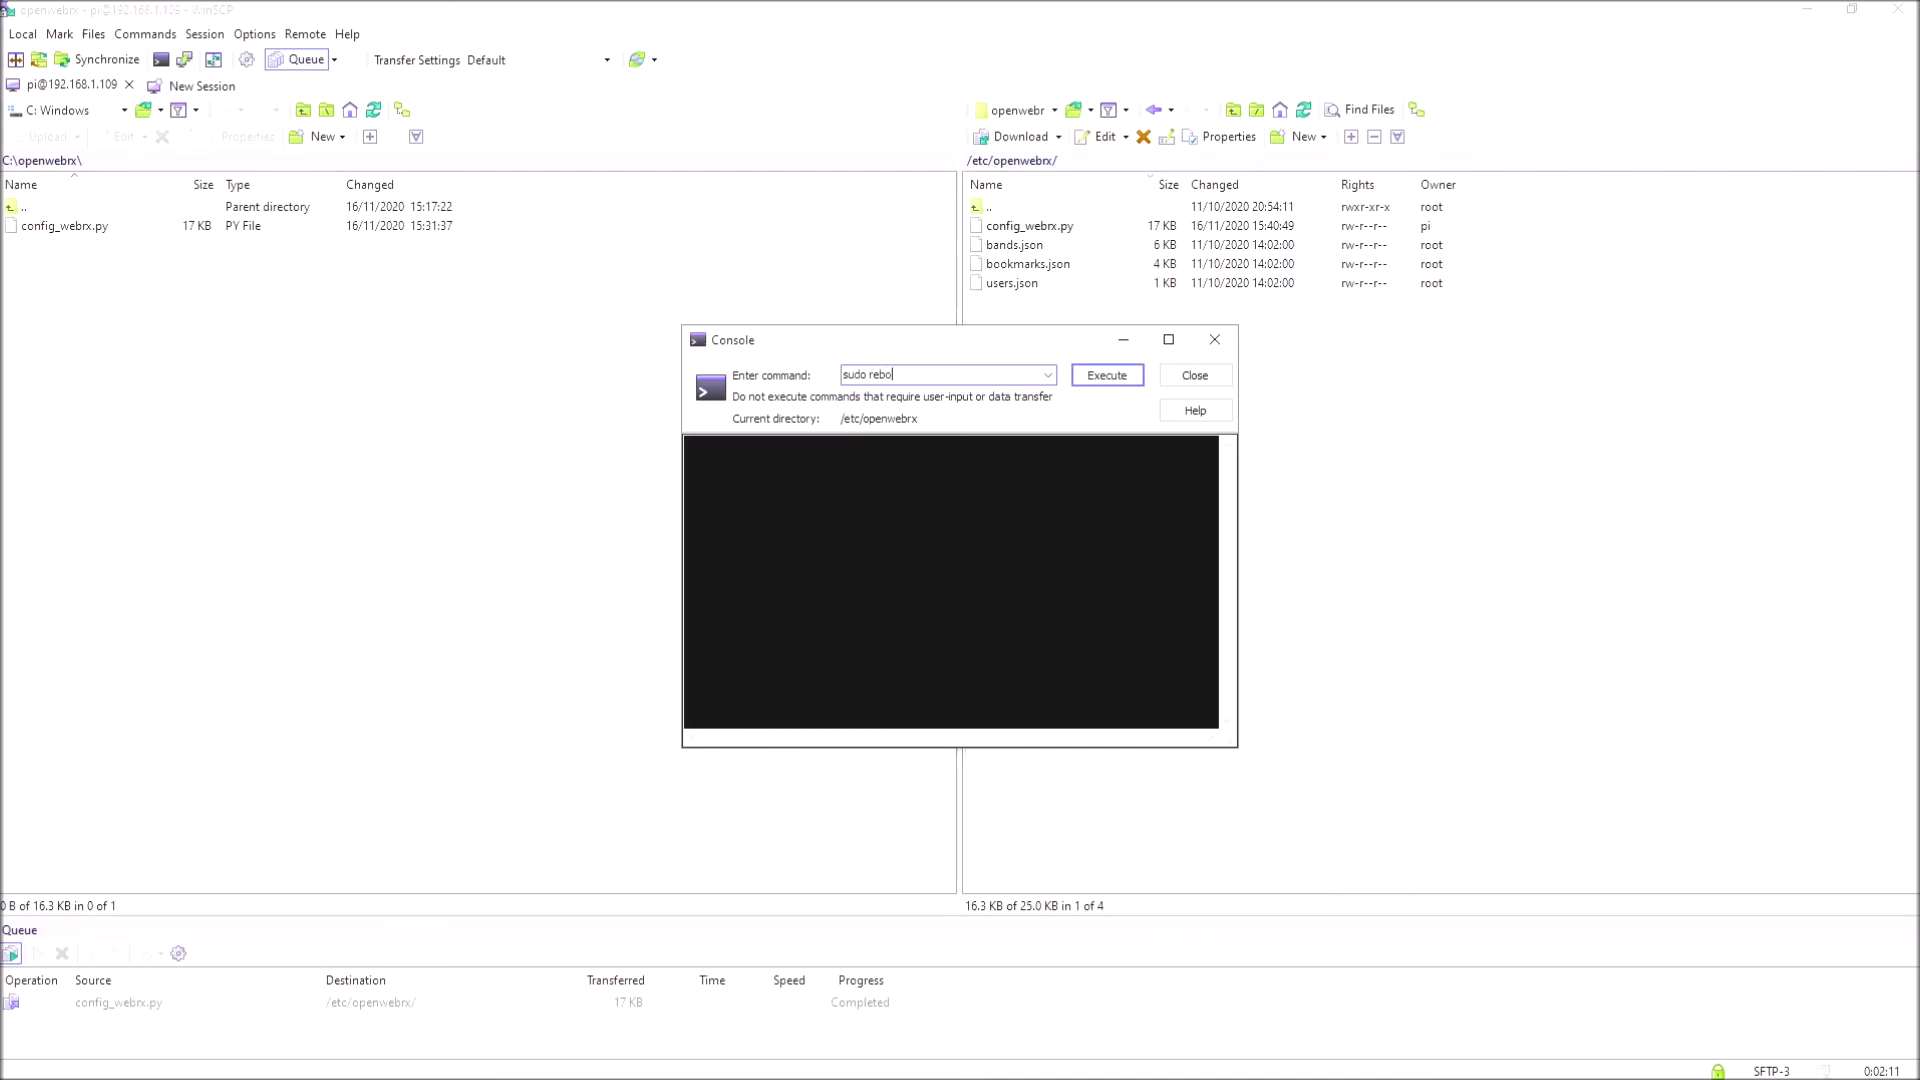 openwebrx - pi@192.168.1.109 - WinSCP
Local Mark Files Commands Session Options Remote Help
Synchronize Queue Transfer Settings Default
pi@192.168.1.109 New Session
C: Windows openwebr Find Files
Upload Edit Properties New Download Edit Properties New
C:\openwebrx\ /etc/openwebrx/
Name Size Type Changed Name Size Changed Rights Owner
.. Parent directory 16/11/2020 15:17:22 .. 11/10/2020 20:54:11 rwxr-xr-x root
config_webrx.py 17 KB PY File 16/11/2020 15:31:37 config_webrx.py 17 KB 16/11/2020 15:40:49 rw-r--r-- pi
bands.json 6 KB 11/10/2020 14:02:00 rw-r--r-- root
bookmarks.json 4 KB 11/10/2020 14:02:00 rw-r--r-- root
users.json 1 KB 11/10/2020 14:02:00 rw-r--r-- root
Console
Enter command: sudo rebo Execute Close
Do not execute commands that require user-input or data transfer
Current directory: /etc/openwebrx Help
0 B of 16.3 KB in 0 of 1 16.3 KB of 25.0 KB in 1 of 4
Queue
Operation Source Destination Transferred Time Speed Progress
config_webrx.py /etc/openwebrx/ 17 KB Completed
SFTP-3 0:02:11